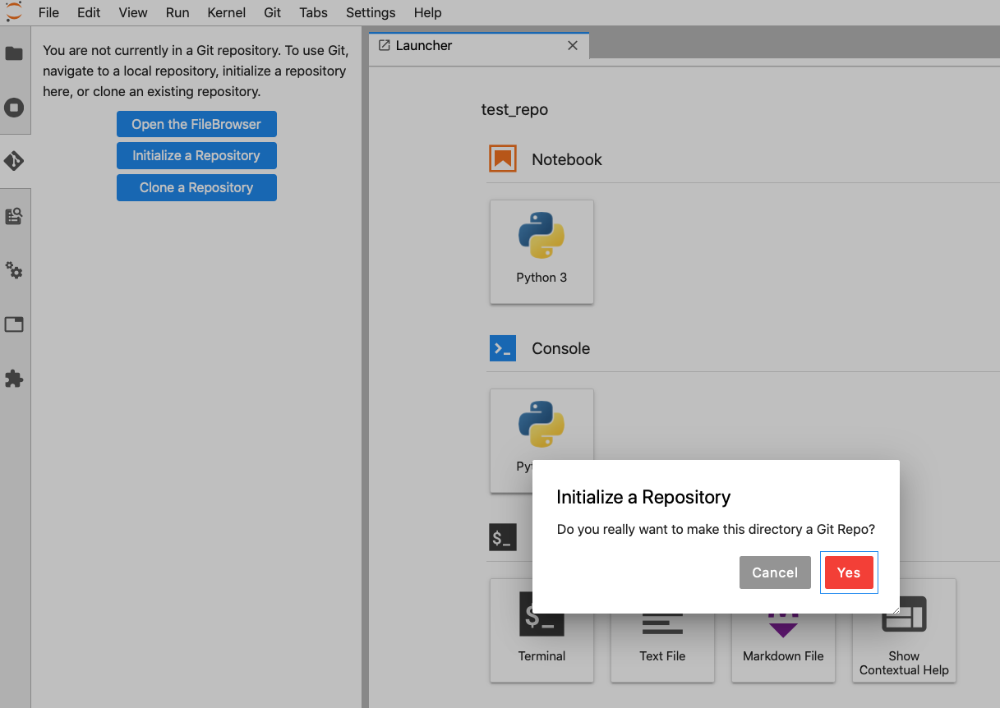 File Edit View Run Kernel Git Tabs Settings Help
You are not currently in a Git repository. To use Git,
navigate to a local repository, initialize a repository
here, or clone an existing repository.
Open the FileBrowser
Initialize a Repository
Clone a Repository
Launcher
test_repo
Notebook
Python 3
Console
Initialize a Repository
Do you really want to make this directory a Git Repo?
Cancel Yes
$_
$_
Terminal
Text File
Markdown File
Show
Contextual Help